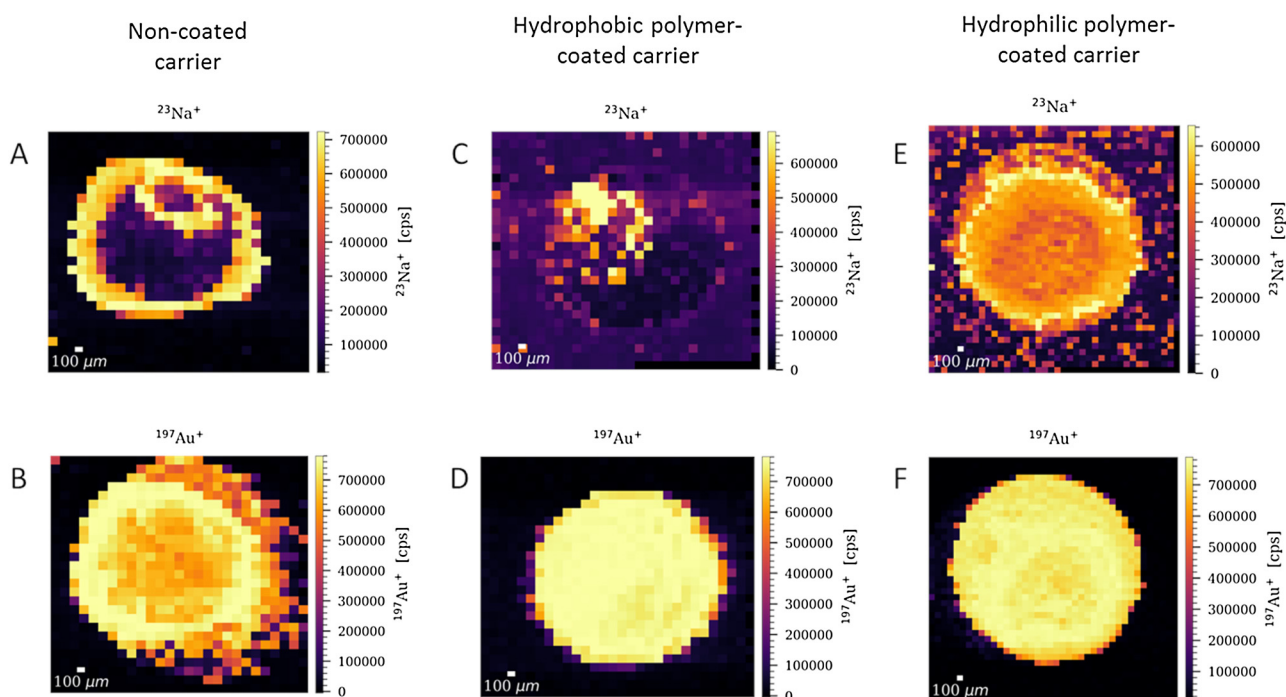 Non-coated
carrier
Hydrophobic polymer-
coated carrier
Hydrophilic polymer-
coated carrier
A
²³Na⁺
700000
600000
500000
400000
300000
200000
100000
²³Na⁺ [cps]
100 μm
C
²³Na⁺
600000
500000
400000
300000
200000
100000
0
²³Na⁺ [cps]
100 μm
E
²³Na⁺
600000
500000
400000
300000
200000
100000
0
²³Na⁺ [cps]
100 μm
B
¹⁹⁷Au⁺
700000
600000
500000
400000
300000
200000
100000
0
¹⁹⁷Au⁺ [cps]
100 μm
D
¹⁹⁷Au⁺
700000
600000
500000
400000
300000
200000
100000
0
¹⁹⁷Au⁺ [cps]
100 μm
F
¹⁹⁷Au⁺
700000
600000
500000
400000
300000
200000
100000
¹⁹⁷Au⁺ [cps]
100 μm